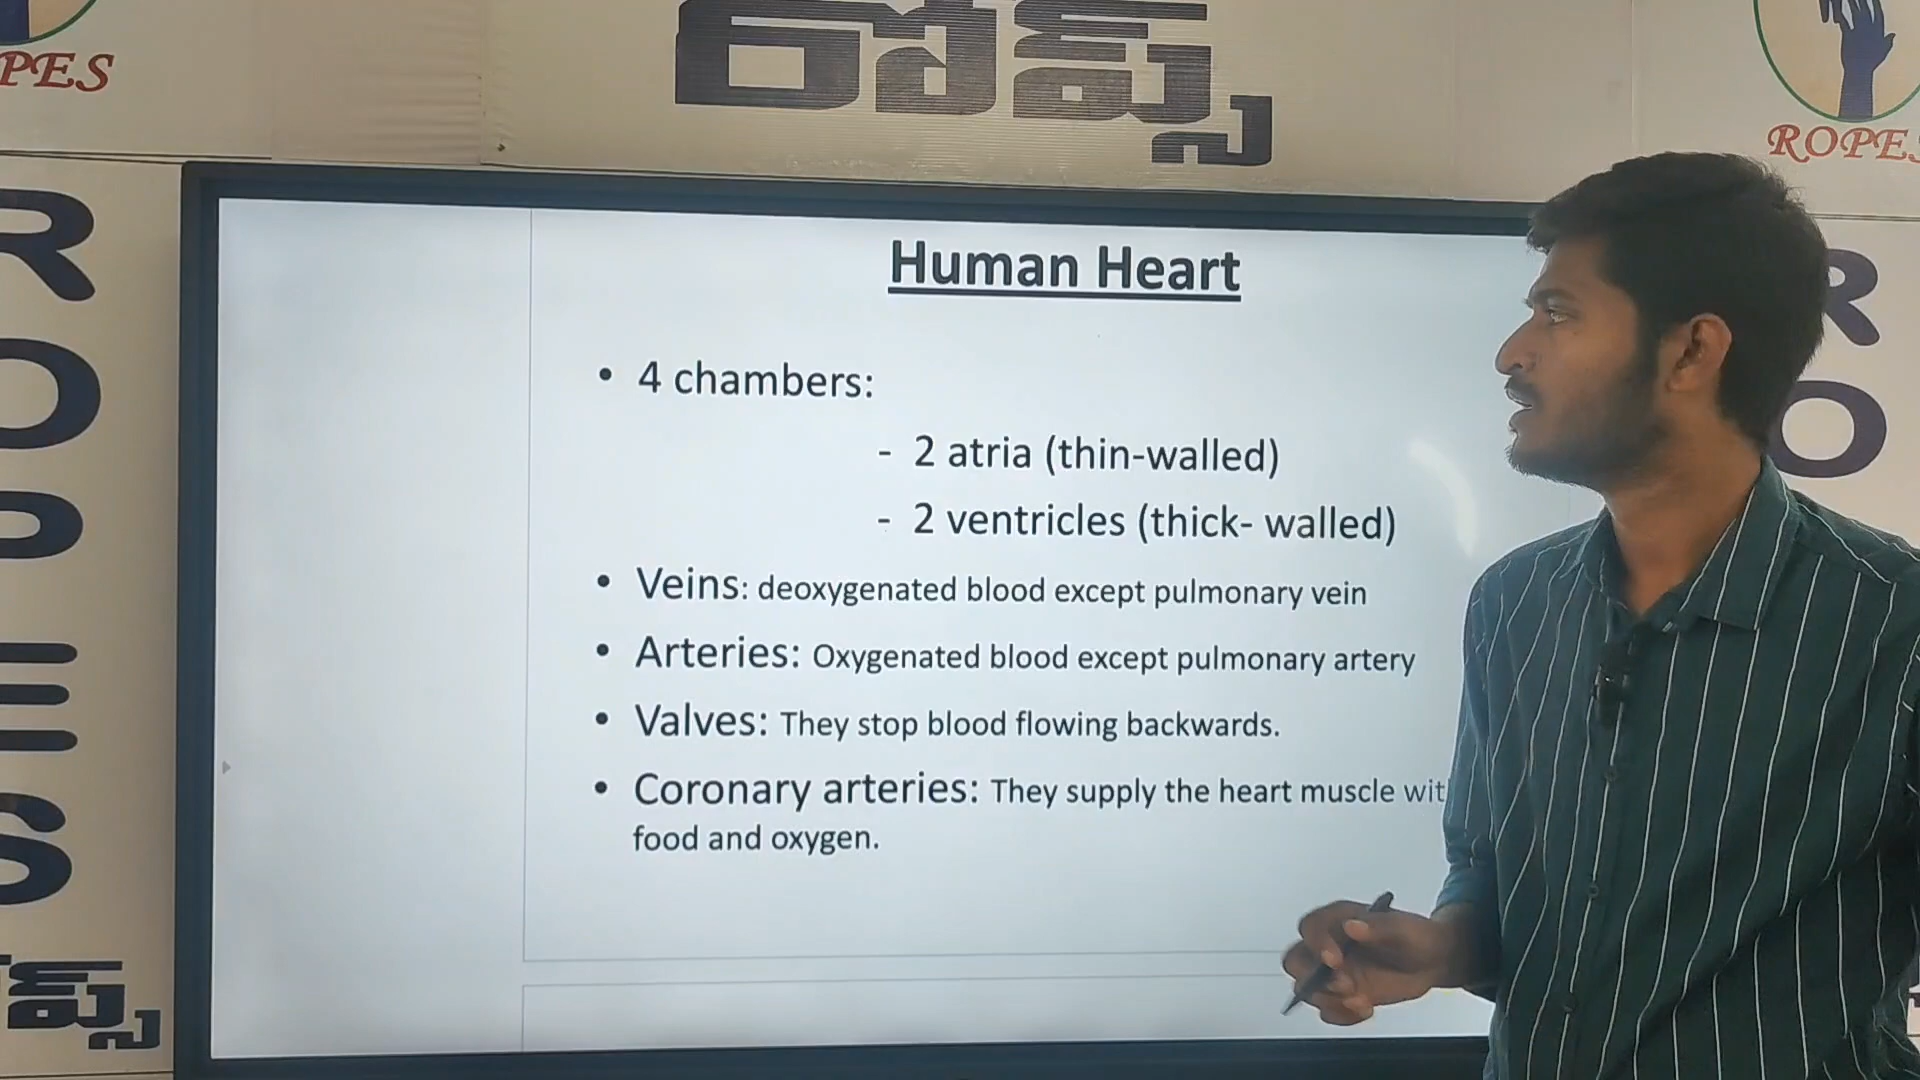 రోప్స్
PES
ROPES
R
O
P
E
S
ప్స్
R
O
Human Heart
• 4 chambers:
- 2 atria (thin-walled)
- 2 ventricles (thick- walled)
• Veins: deoxygenated blood except pulmonary vein
• Arteries: Oxygenated blood except pulmonary artery
• Valves: They stop blood flowing backwards.
• Coronary arteries: They supply the heart muscle wit
food and oxygen.